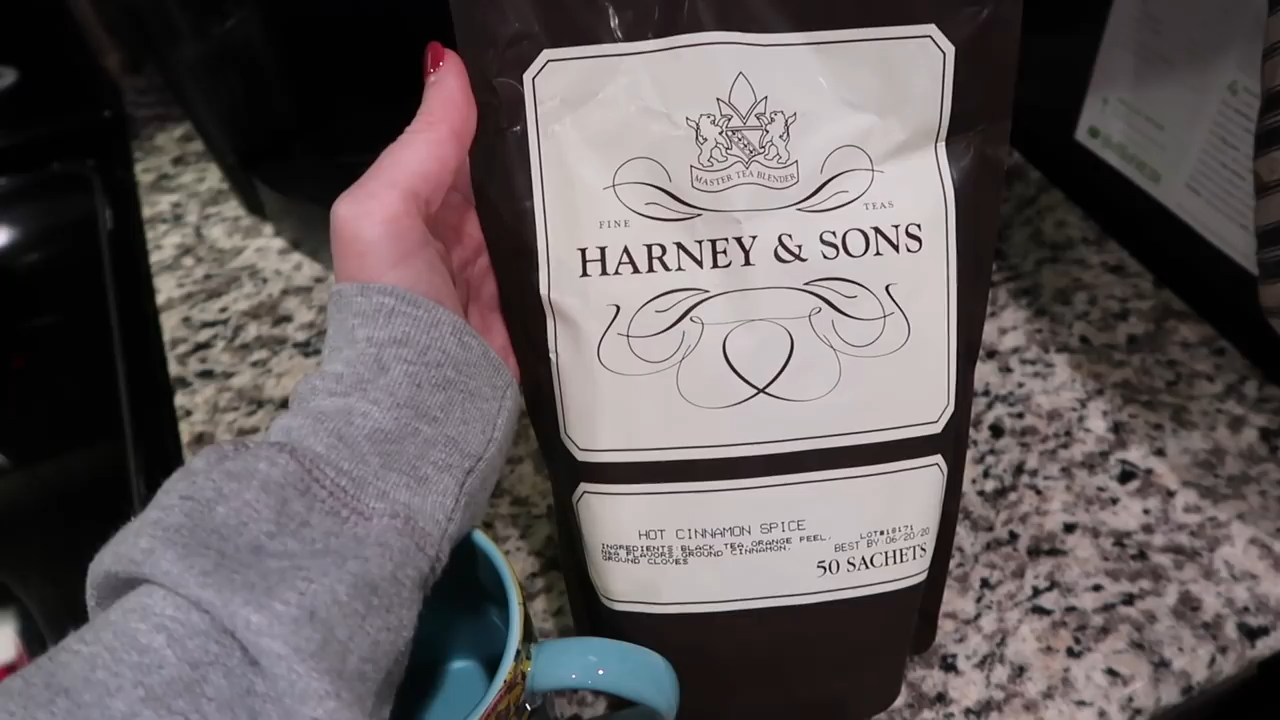 MASTER TEA BLENDER
FINE TEAS
HARNEY & SONS
HOT CINNAMON SPICE
INGREDIENTS:BLACK TEA,ORANGE PEEL,
N&A FLAVORS,GROUND CINNAMON,
GROUND CLOVES
LOT#18171
BEST BY:06/20/20
50 SACHETS